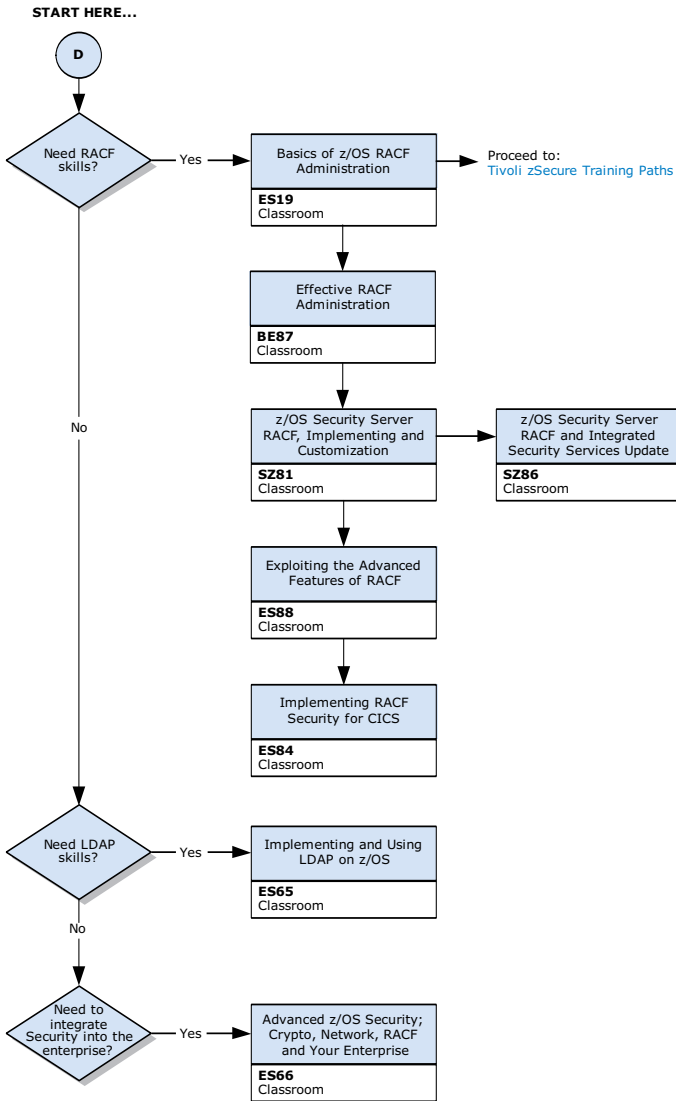 START HERE...
D
Need RACF
skills?
Yes
Basics of z/OS RACF
Administration
ES19
Classroom
Proceed to:
Tivoli zSecure Training Paths
Effective RACF
Administration
BE87
Classroom
No
z/OS Security Server
RACF, Implementing and
Customization
SZ81
Classroom
z/OS Security Server
RACF and Integrated
Security Services Update
SZ86
Classroom
Exploiting the Advanced
Features of RACF
ES88
Classroom
Implementing RACF
Security for CICS
ES84
Classroom
Need LDAP
skills?
Yes
Implementing and Using
LDAP on z/OS
ES65
Classroom
No
Need to
integrate
Security into the
enterprise?
Yes
Advanced z/OS Security;
Crypto, Network, RACF
and Your Enterprise
ES66
Classroom